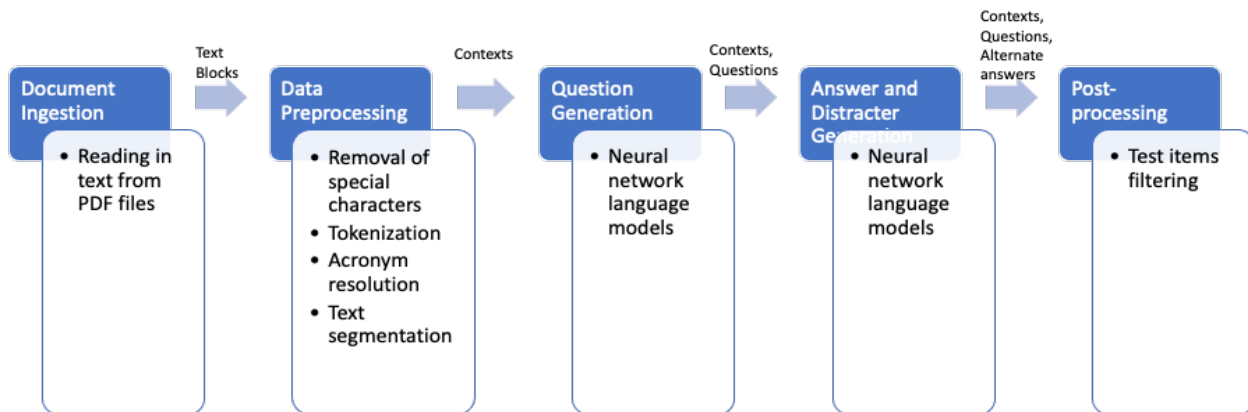 Text
Blocks
Contexts
Contexts,
Questions
Contexts,
Questions,
Alternate
answers
Document
Ingestion
• Reading in
text from
PDF files
Data
Preprocessing
• Removal of
special
characters
• Tokenization
• Acronym
resolution
• Text
segmentation
Question
Generation
• Neural
network
language
models
Answer and
Distracter
Generation
• Neural
network
language
models
Post-
processing
• Test items
filtering